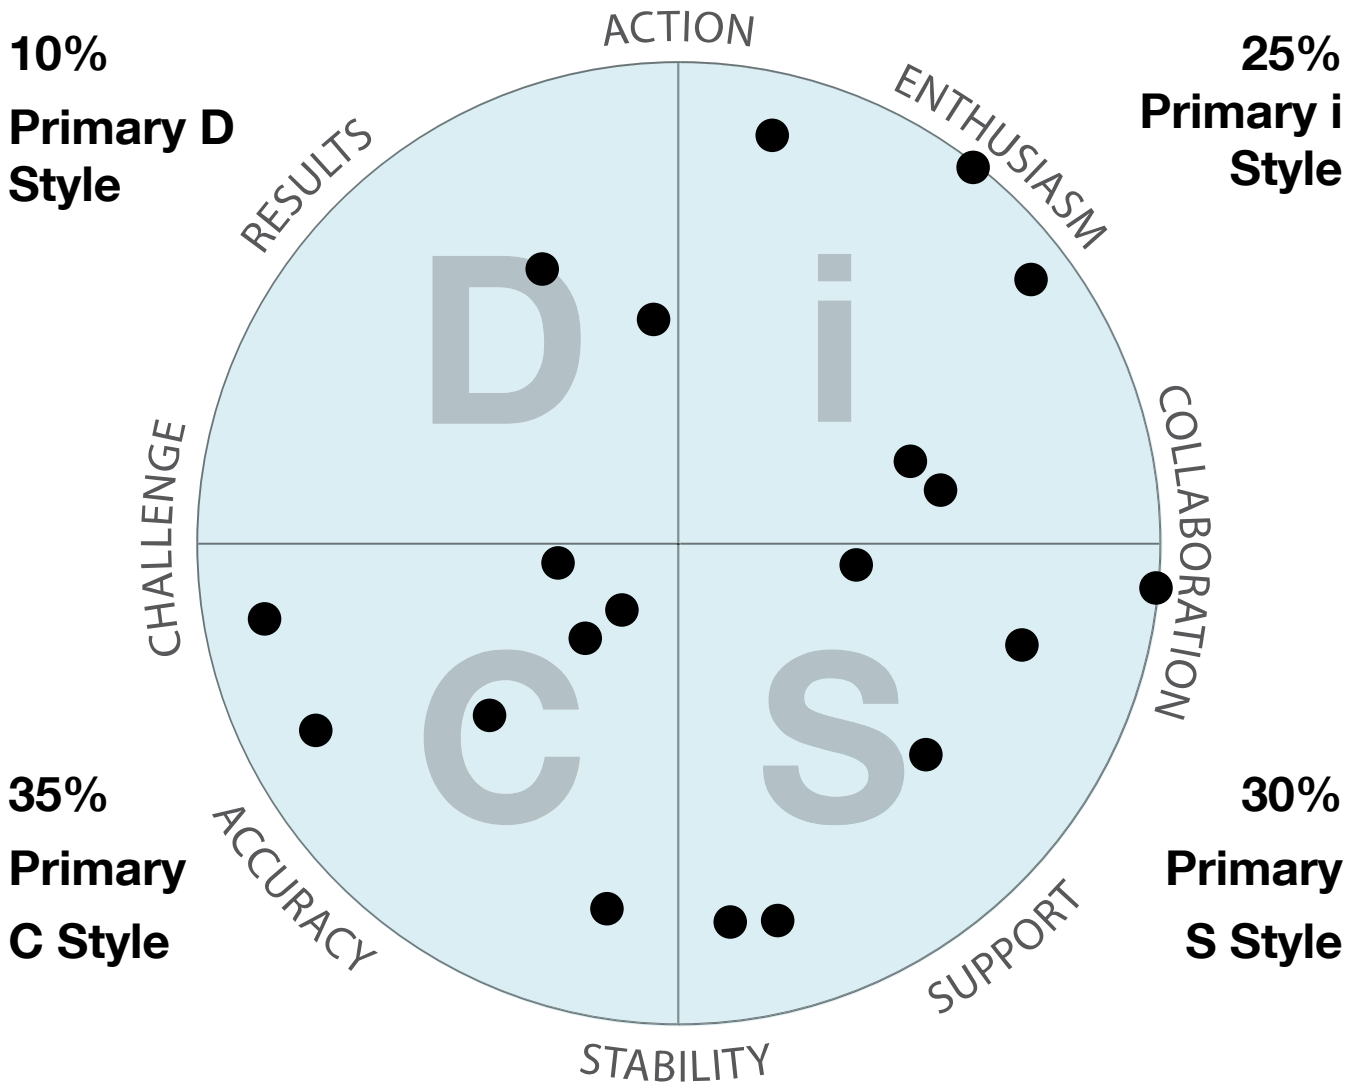 ACTION
10%
Primary D
Style
25%
Primary i
Style
RESULTS
ENTHUSIASM
D
i
CHALLENGE
COLLABORATION
C
S
35%
Primary
C Style
30%
Primary
S Style
ACCURACY
SUPPORT
STABILITY